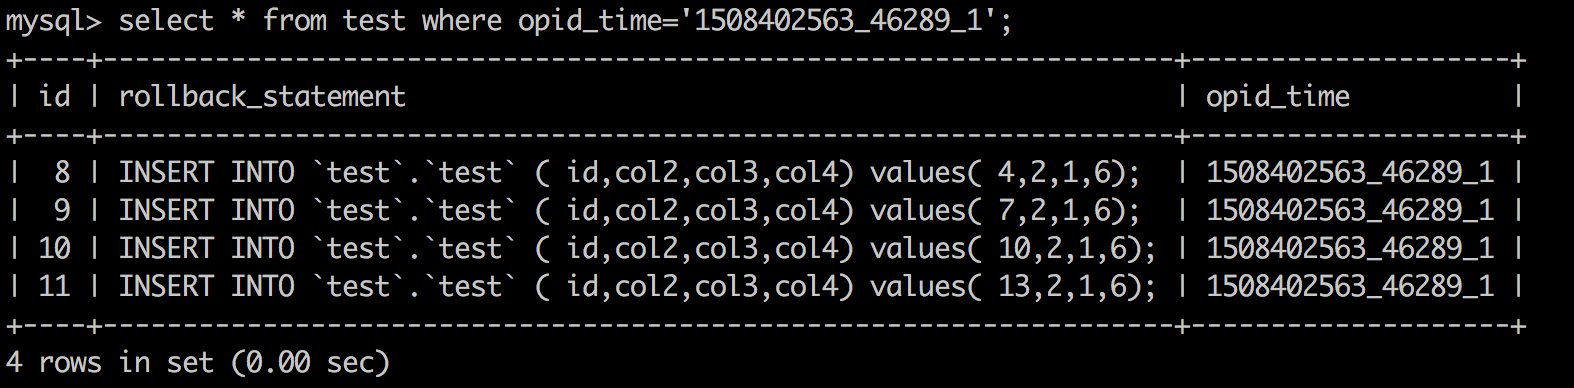 mysql> select * from test where opid_time='1508402563_46289_1';
+----+-------------------------------------------------------------------+--------------------+
| id | rollback_statement                                                | opid_time          |
+----+-------------------------------------------------------------------+--------------------+
|  8 | INSERT INTO `test`.`test` ( id,col2,col3,col4) values( 4,2,1,6);  | 1508402563_46289_1 |
|  9 | INSERT INTO `test`.`test` ( id,col2,col3,col4) values( 7,2,1,6);  | 1508402563_46289_1 |
| 10 | INSERT INTO `test`.`test` ( id,col2,col3,col4) values( 10,2,1,6); | 1508402563_46289_1 |
| 11 | INSERT INTO `test`.`test` ( id,col2,col3,col4) values( 13,2,1,6); | 1508402563_46289_1 |
+----+-------------------------------------------------------------------+--------------------+
4 rows in set (0.00 sec)